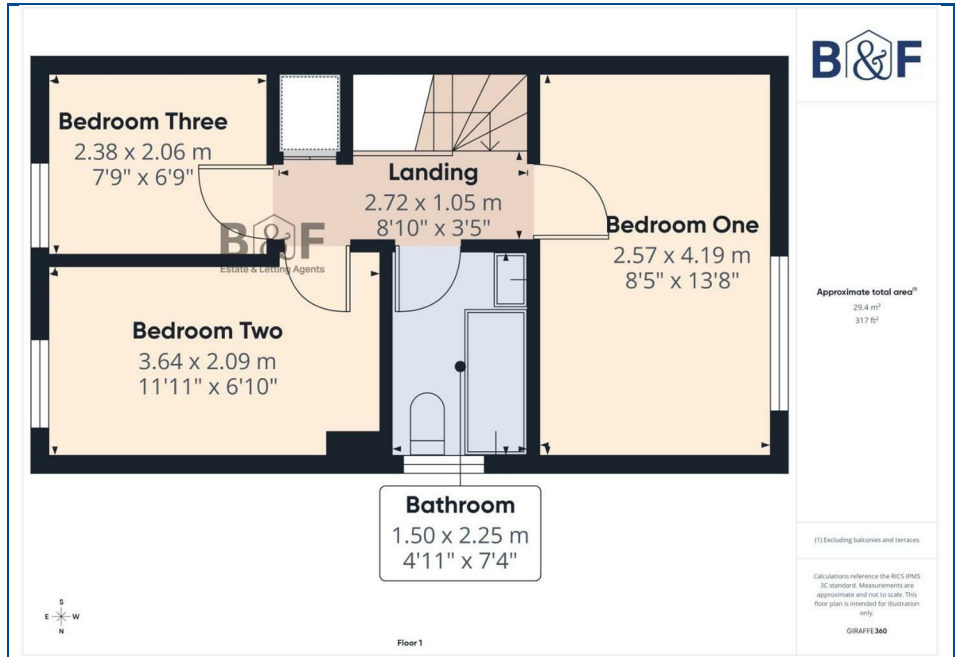 B&F
Bedroom Three
2.38 x 2.06 m
7'9" x 6'9"
Landing
2.72 x 1.05 m
8'10" x 3'5"
Bedroom One
2.57 x 4.19 m
8'5" x 13'8"
B&F
Estate & Letting Agents
Bedroom Two
3.64 x 2.09 m
11'11" x 6'10"
Bathroom
1.50 x 2.25 m
4'11" x 7'4"
Approximate total area⁽¹⁾
29.4 m²
317 ft²
(1) Excluding balconies and terraces
Calculations reference the RICS IPMS
3C standard. Measurements are
approximate and not to scale. This
floor plan is intended for illustration
only.
GIRAFFE360
S
E W
N
Floor 1